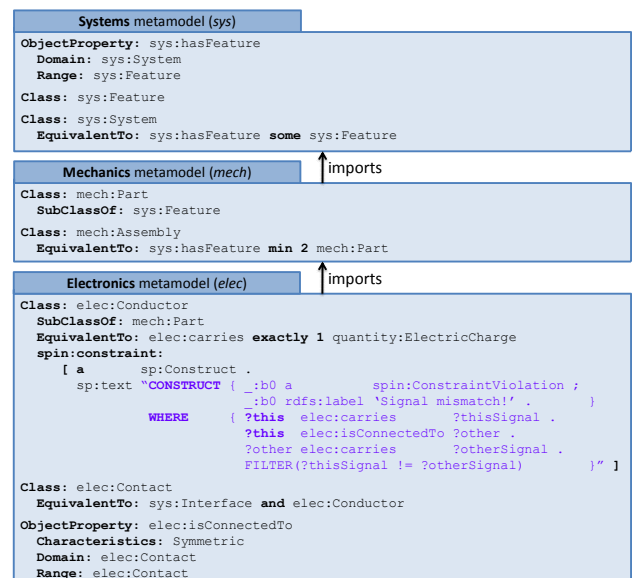 Systems metamodel (sys)
ObjectProperty: sys:hasFeature
Domain: sys:System
Range: sys:Feature
Class: sys:Feature
Class: sys:System
EquivalentTo: sys:hasFeature some sys:Feature
imports
Mechanics metamodel (mech)
Class: mech:Part
SubClassOf: sys:Feature
Class: mech:Assembly
EquivalentTo: sys:hasFeature min 2 mech:Part
imports
Electronics metamodel (elec)
Class: elec:Conductor
SubClassOf: mech:Part
EquivalentTo: elec:carries exactly 1 quantity:ElectricCharge
spin:constraint:
[ a sp:Construct .
sp:text “CONSTRUCT { _:b0 a spin:ConstraintViolation ;
_:b0 rdfs:label ‘Signal mismatch!’ . }
WHERE { ?this elec:carries ?thisSignal .
?this elec:isConnectedTo ?other .
?other elec:carries ?otherSignal .
FILTER(?thisSignal != ?otherSignal) }” ]
Class: elec:Contact
EquivalentTo: sys:Interface and elec:Conductor
ObjectProperty: elec:isConnectedTo
Characteristics: Symmetric
Domain: elec:Contact
Range: elec:Contact